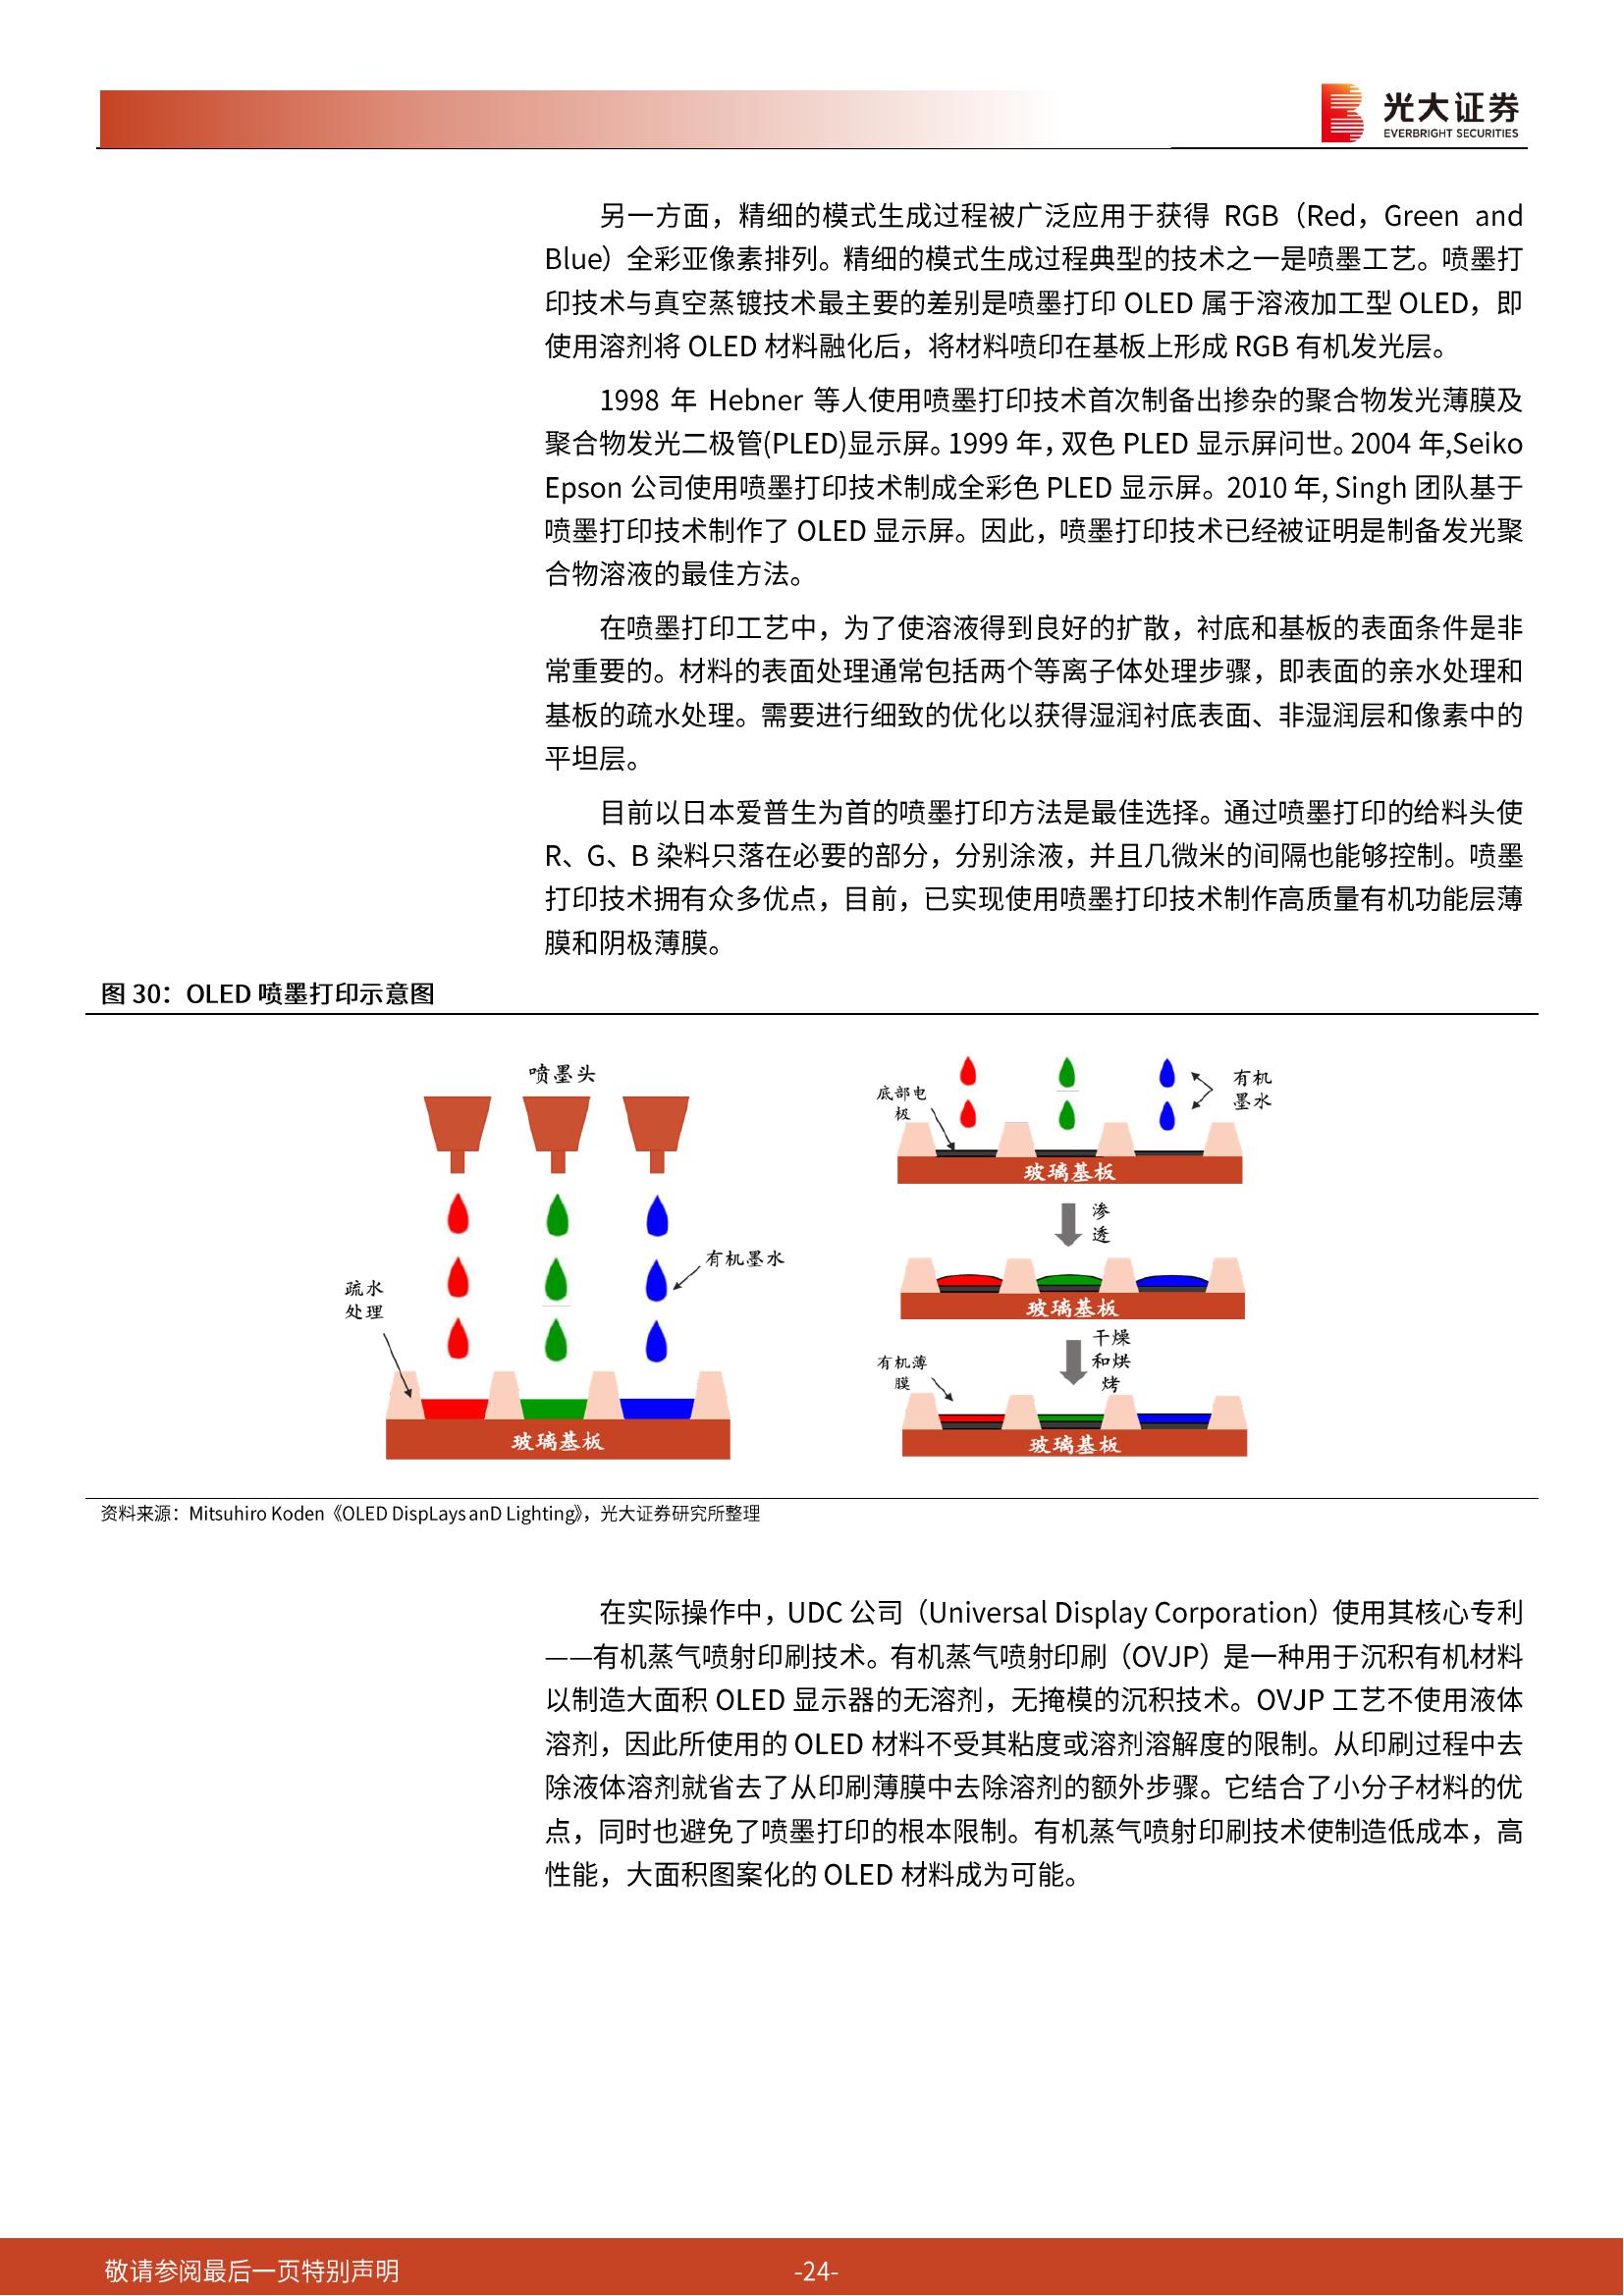 光大证券
EVERBRIGHT SECURITIES
另一方面，精细的模式生成过程被广泛应用于获得 RGB（Red，Green and
Blue）全彩亚像素排列。精细的模式生成过程典型的技术之一是喷墨工艺。喷墨打
印技术与真空蒸镀技术最主要的差别是喷墨打印 OLED 属于溶液加工型 OLED，即
使用溶剂将 OLED 材料融化后，将材料喷印在基板上形成 RGB 有机发光层。
1998 年 Hebner 等人使用喷墨打印技术首次制备出掺杂的聚合物发光薄膜及
聚合物发光二极管(PLED)显示屏。1999 年，双色 PLED 显示屏问世。2004 年,Seiko
Epson 公司使用喷墨打印技术制成全彩色 PLED 显示屏。2010 年, Singh 团队基于
喷墨打印技术制作了 OLED 显示屏。因此，喷墨打印技术已经被证明是制备发光聚
合物溶液的最佳方法。
在喷墨打印工艺中，为了使溶液得到良好的扩散，衬底和基板的表面条件是非
常重要的。材料的表面处理通常包括两个等离子体处理步骤，即表面的亲水处理和
基板的疏水处理。需要进行细致的优化以获得湿润衬底表面、非湿润层和像素中的
平坦层。
目前以日本爱普生为首的喷墨打印方法是最佳选择。通过喷墨打印的给料头使
R、G、B 染料只落在必要的部分，分别涂液，并且几微米的间隔也能够控制。喷墨
打印技术拥有众多优点，目前，已实现使用喷墨打印技术制作高质量有机功能层薄
膜和阴极薄膜。
图 30：OLED 喷墨打印示意图
喷墨头
有机墨水
疏水
处理
玻璃基板
底部电
极
有机
墨水
玻璃基板
渗
透
玻璃基板
干燥
和烘
烤
有机薄
膜
玻璃基板
资料来源：Mitsuhiro Koden《OLED DispLays anD Lighting》，光大证券研究所整理
在实际操作中，UDC 公司（Universal Display Corporation）使用其核心专利
——有机蒸气喷射印刷技术。有机蒸气喷射印刷（OVJP）是一种用于沉积有机材料
以制造大面积 OLED 显示器的无溶剂，无掩模的沉积技术。OVJP 工艺不使用液体
溶剂，因此所使用的 OLED 材料不受其粘度或溶剂溶解度的限制。从印刷过程中去
除液体溶剂就省去了从印刷薄膜中去除溶剂的额外步骤。它结合了小分子材料的优
点，同时也避免了喷墨打印的根本限制。有机蒸气喷射印刷技术使制造低成本，高
性能，大面积图案化的 OLED 材料成为可能。
敬请参阅最后一页特别声明
-24-